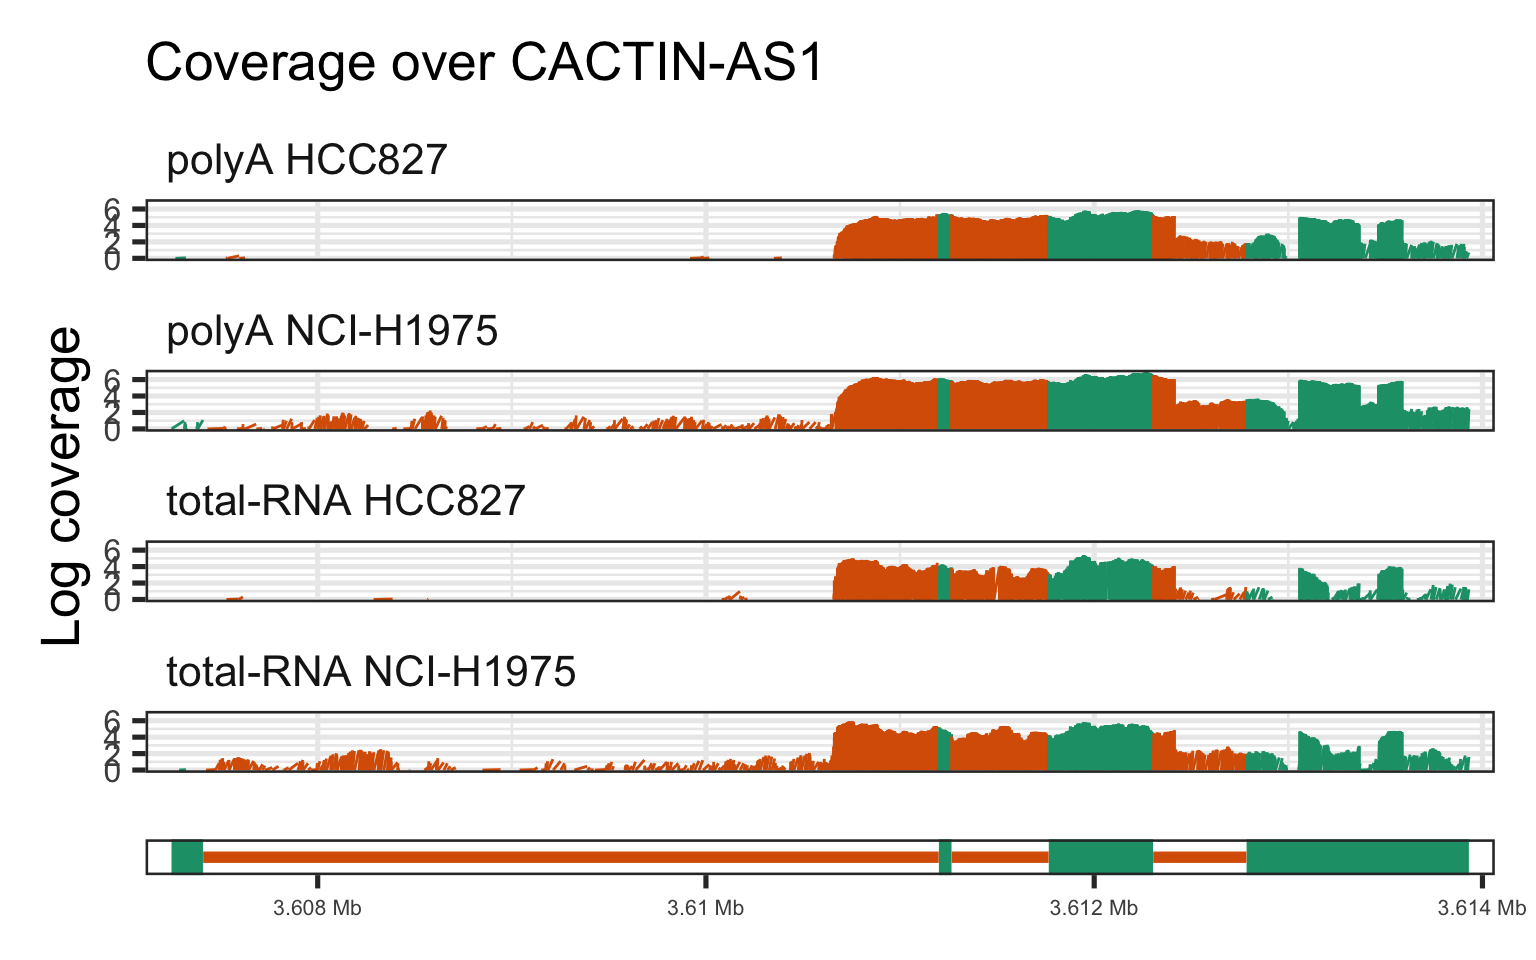 Coverage over CACTIN-AS1
polyA HCC827
6
4
2
0
polyA NCI-H1975
6
4
2
0
Log coverage
total-RNA HCC827
6
4
2
0
total-RNA NCI-H1975
6
4
2
0
3.608 Mb 3.61 Mb 3.612 Mb 3.614 Mb